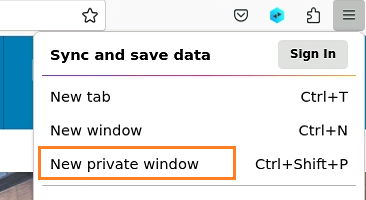 Sync and save data Sign In
New tab Ctrl+T
New window Ctrl+N
New private window Ctrl+Shift+P